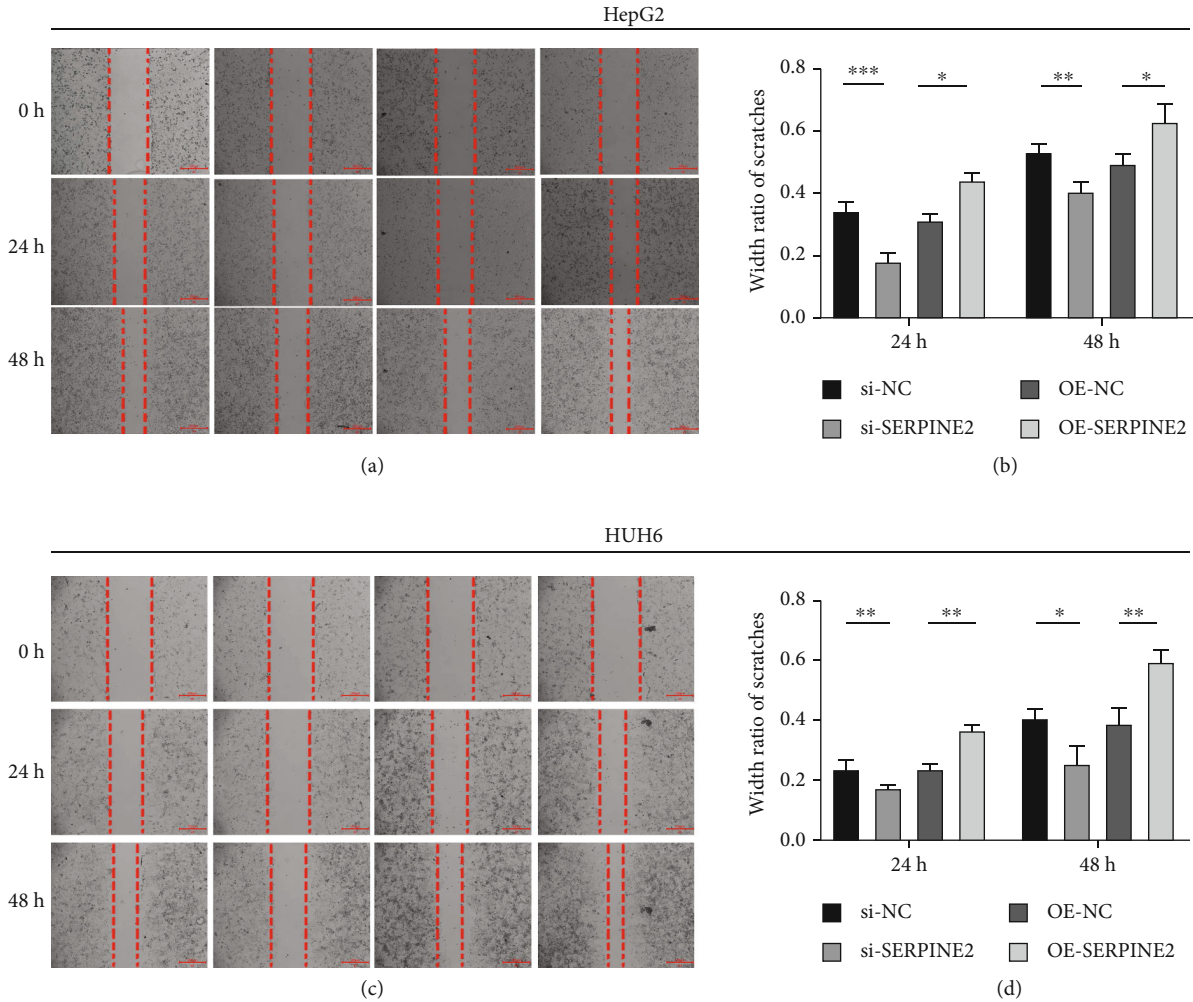 HepG2
0 h
24 h
48 h
(a)
0.8
0.6
0.4
0.2
0.0
Width ratio of scratches
*** * ** *
24 h 48 h
si-NC OE-NC
si-SERPINE2 OE-SERPINE2
(b)
HUH6
0 h
24 h
48 h
(c)
0.8
0.6
0.4
0.2
0.0
Width ratio of scratches
** ** * **
24 h 48 h
si-NC OE-NC
si-SERPINE2 OE-SERPINE2
(d)